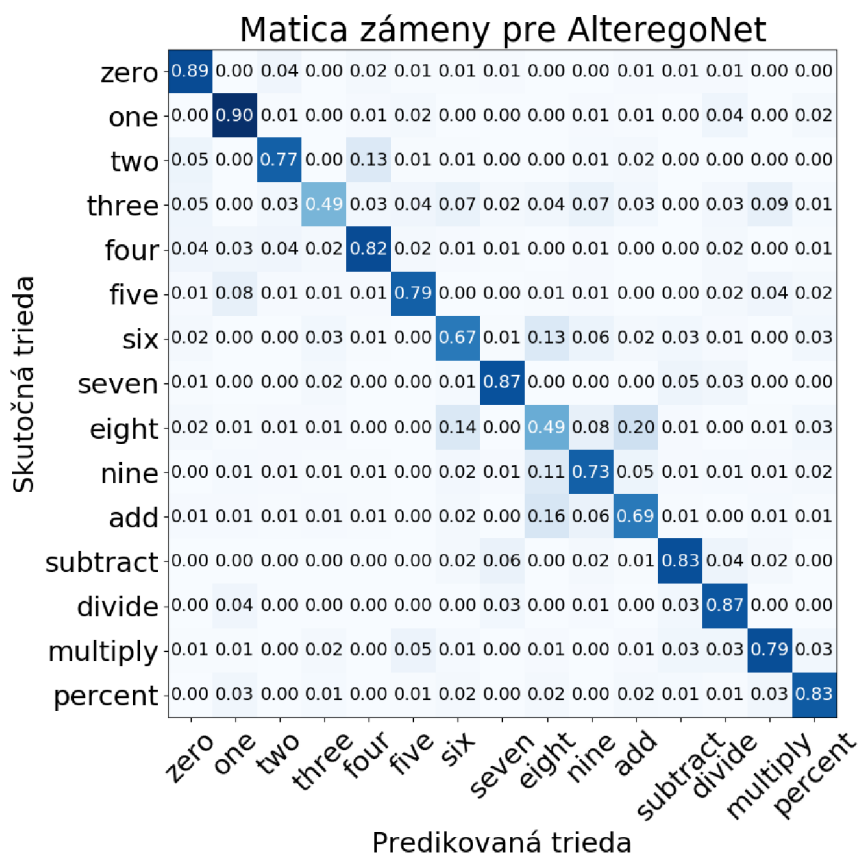 Matica zámeny pre AlteregoNet
zero 0.89 0.00 0.04 0.00 0.02 0.01 0.01 0.01 0.00 0.00 0.01 0.01 0.01 0.00 0.00
one 0.00 0.90 0.01 0.00 0.01 0.02 0.00 0.00 0.00 0.01 0.01 0.00 0.04 0.00 0.02
two 0.05 0.00 0.77 0.00 0.13 0.01 0.01 0.00 0.00 0.01 0.02 0.00 0.00 0.00 0.00
three 0.05 0.00 0.03 0.49 0.03 0.04 0.07 0.02 0.04 0.07 0.03 0.00 0.03 0.09 0.01
four 0.04 0.03 0.04 0.02 0.82 0.02 0.01 0.01 0.00 0.01 0.00 0.00 0.02 0.00 0.01
five 0.01 0.08 0.01 0.01 0.01 0.79 0.00 0.00 0.01 0.01 0.00 0.00 0.02 0.04 0.02
six 0.02 0.00 0.00 0.03 0.01 0.00 0.67 0.01 0.13 0.06 0.02 0.03 0.01 0.00 0.03
seven 0.01 0.00 0.00 0.02 0.00 0.00 0.01 0.87 0.00 0.00 0.00 0.05 0.03 0.00 0.00
eight 0.02 0.01 0.01 0.01 0.00 0.00 0.14 0.00 0.49 0.08 0.20 0.01 0.00 0.01 0.03
nine 0.00 0.01 0.01 0.01 0.01 0.00 0.02 0.01 0.11 0.73 0.05 0.01 0.01 0.01 0.02
add 0.01 0.01 0.01 0.01 0.01 0.00 0.02 0.00 0.16 0.06 0.69 0.01 0.00 0.01 0.01
subtract 0.00 0.00 0.00 0.00 0.00 0.00 0.00 0.06 0.00 0.02 0.01 0.83 0.04 0.02 0.00
divide 0.00 0.04 0.00 0.00 0.00 0.00 0.00 0.03 0.00 0.01 0.00 0.03 0.87 0.00 0.00
multiply 0.01 0.01 0.00 0.02 0.00 0.05 0.01 0.00 0.01 0.00 0.01 0.03 0.03 0.79 0.03
percent 0.00 0.03 0.00 0.01 0.00 0.01 0.02 0.00 0.02 0.00 0.02 0.01 0.01 0.03 0.83
zero one two three four five six seven eight nine add subtract divide multiply percent
Predikovaná trieda
Skutočná trieda